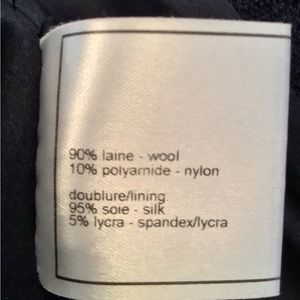 90% laine - wool
10% polyamide - nylon
doublure/lining
95% soie - silk
5% lycra - spandex/lycra